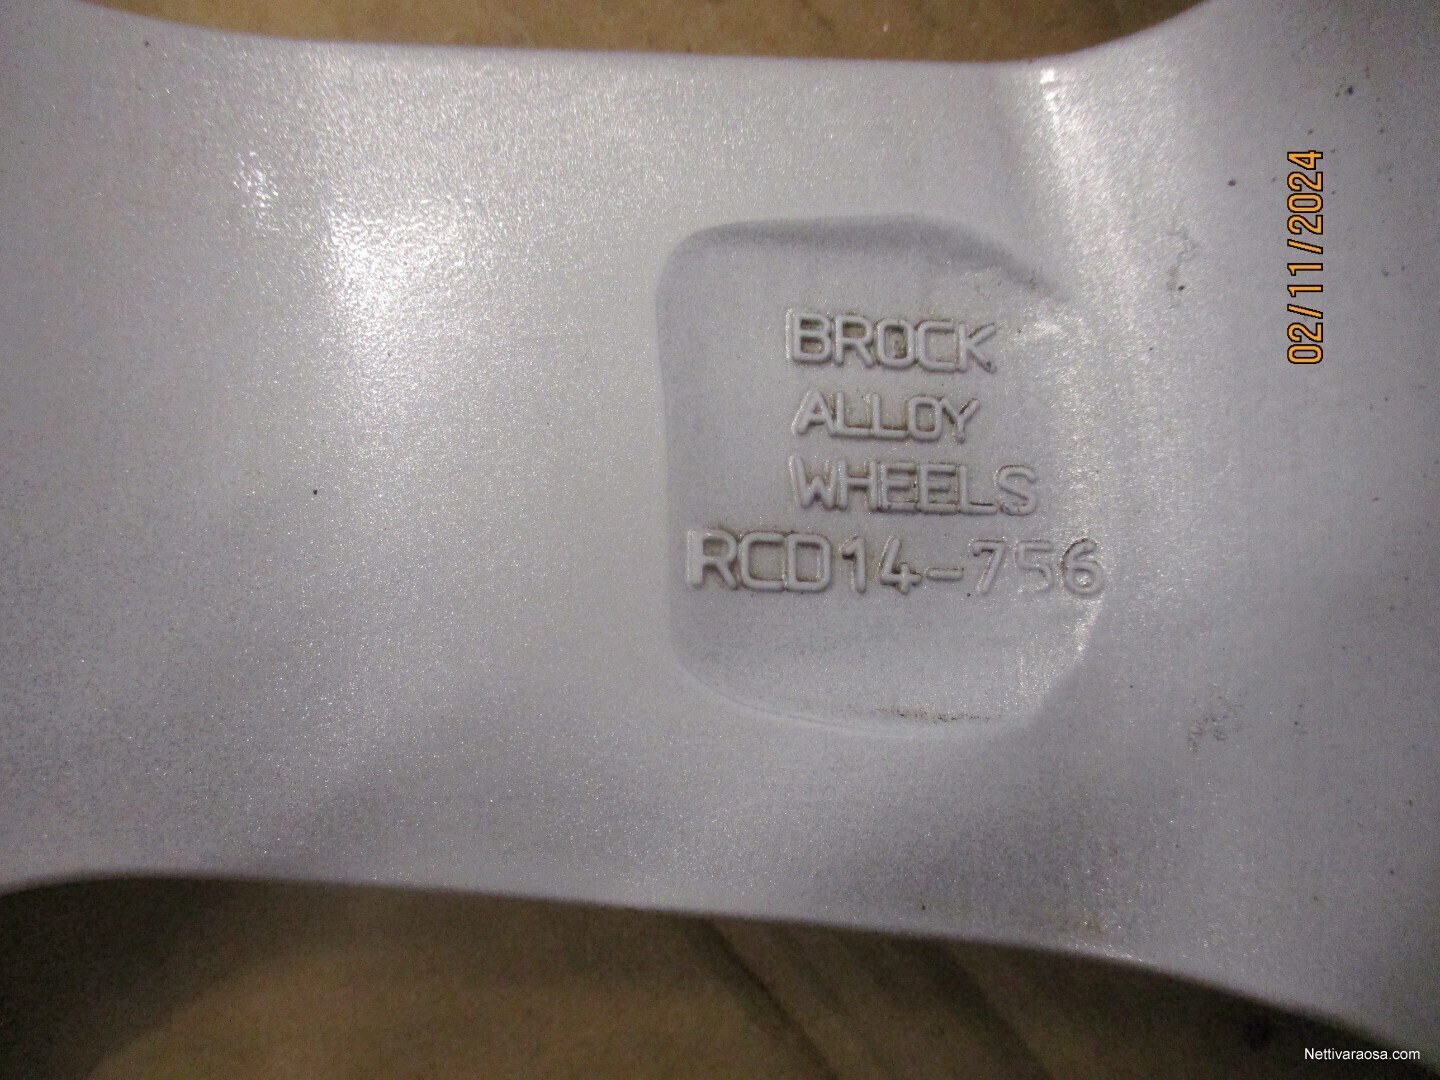 BROCK
ALLOY
WHEELS
RCD14-756
02/11/2024
Nettivaraosa.com